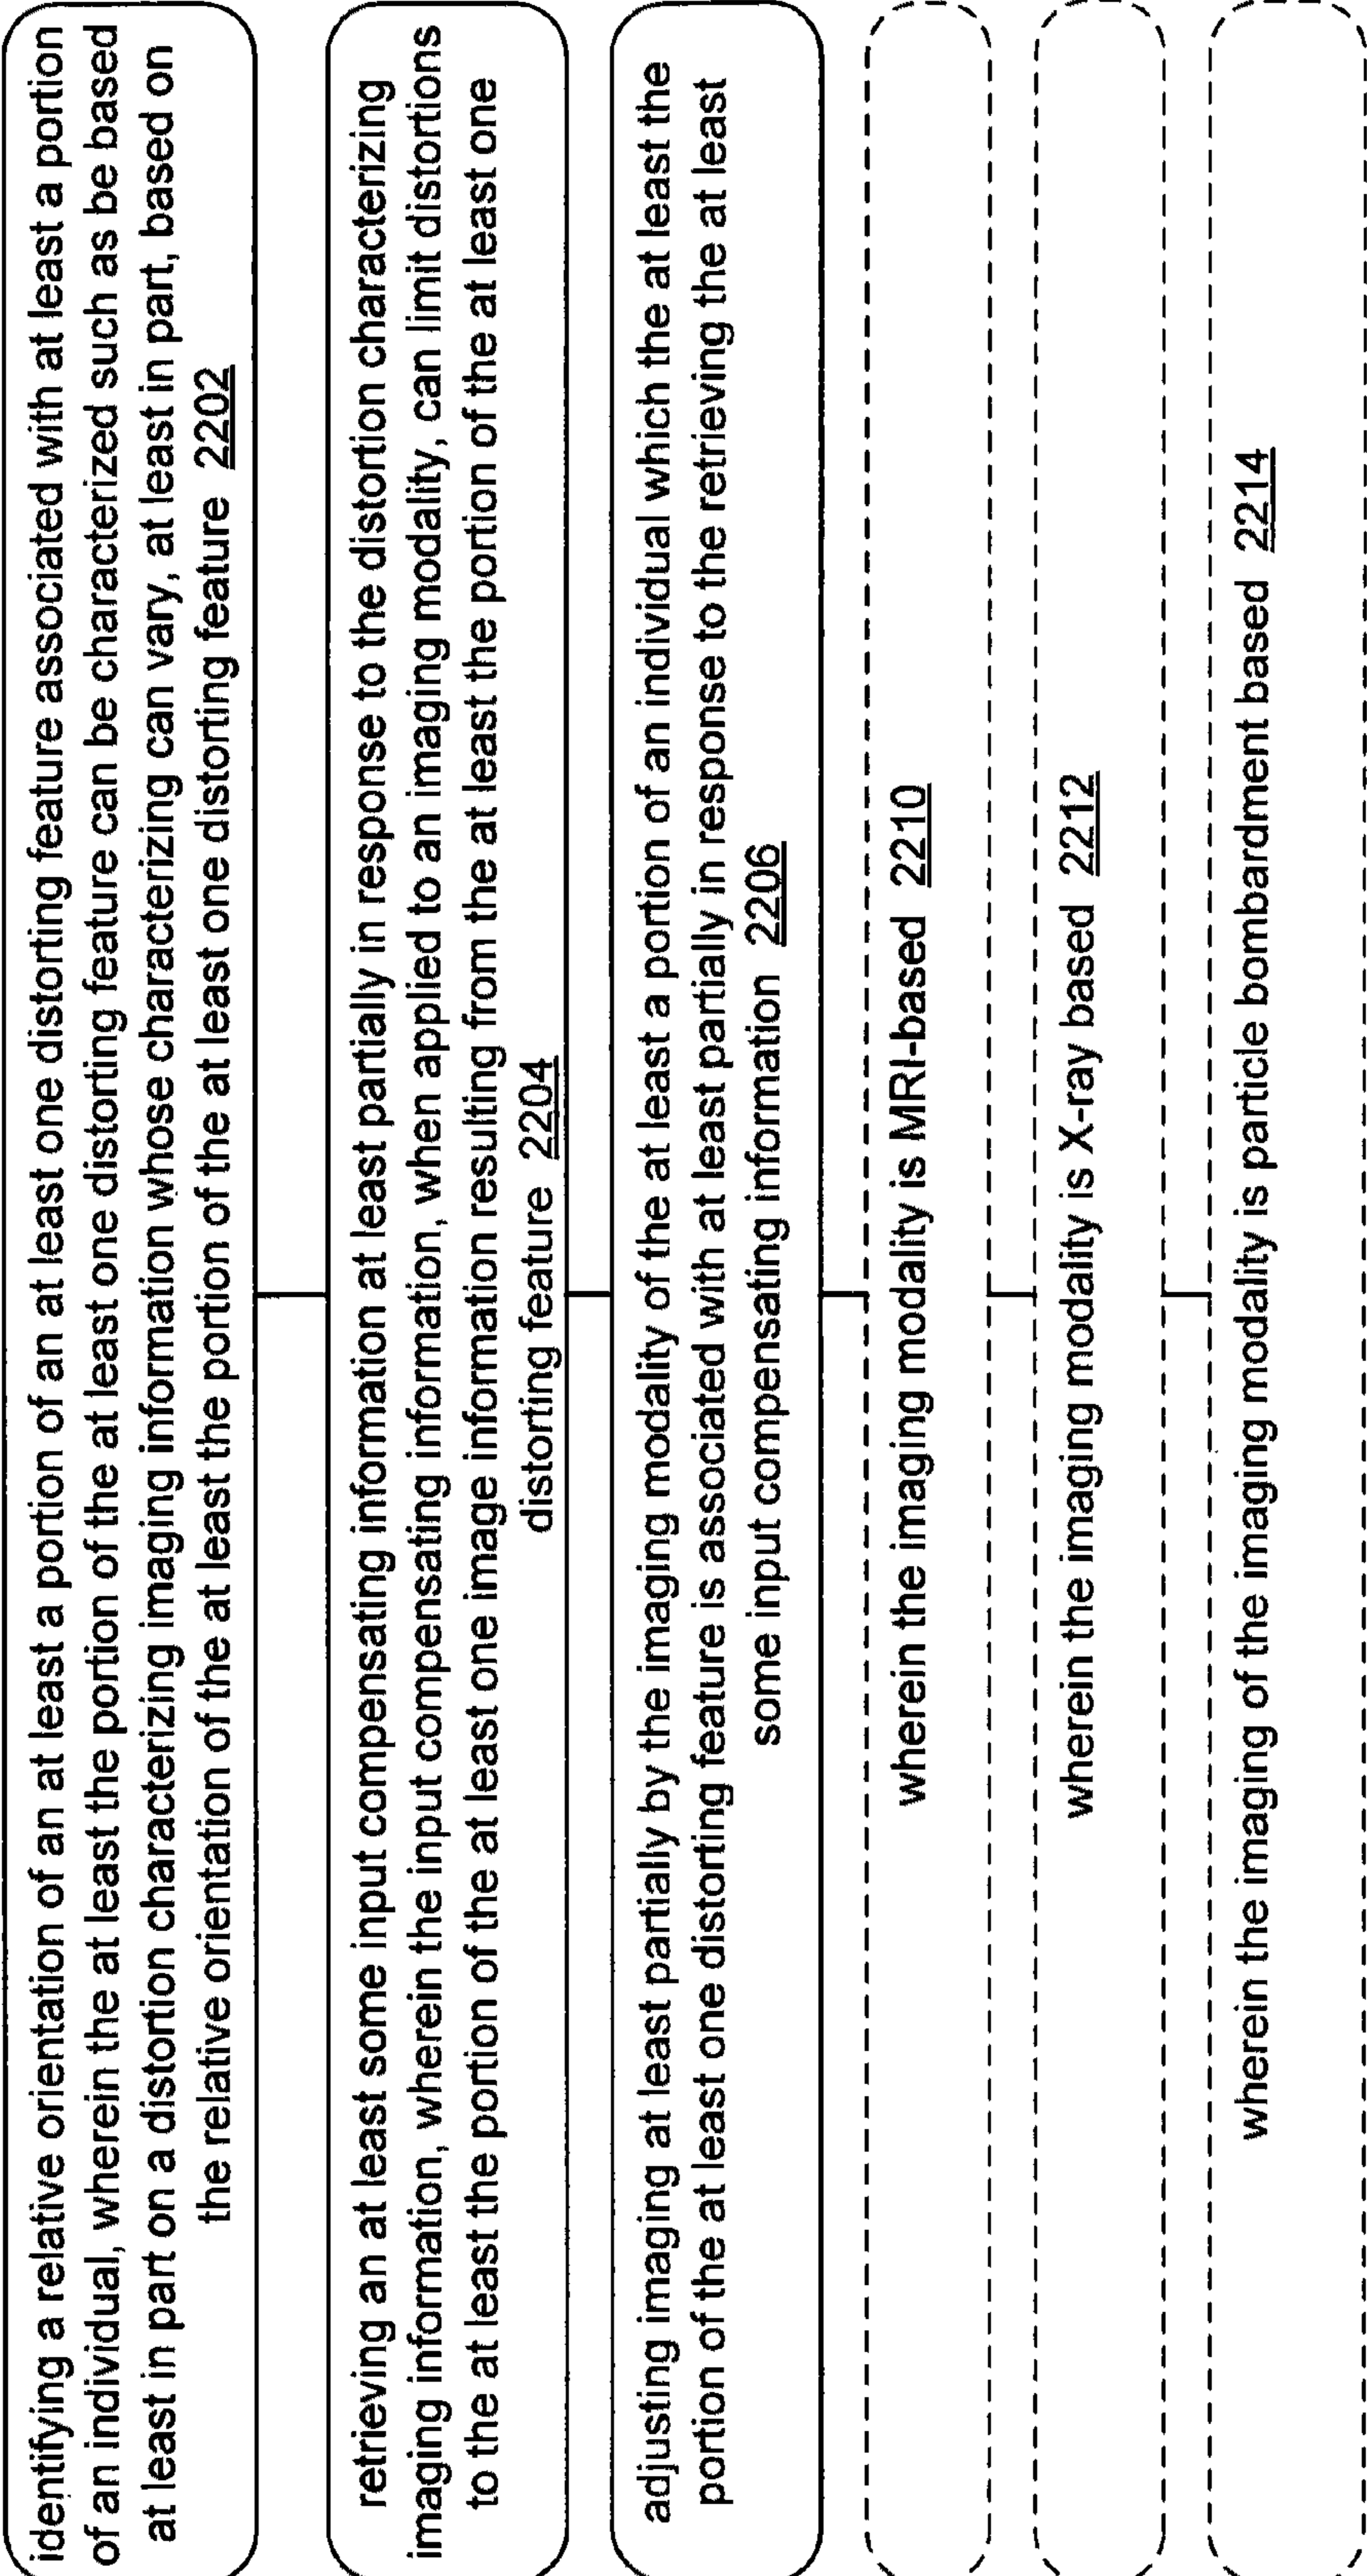 identifying a relative orientation of an at least a portion of an at least one distorting feature associated with at least a portion
of an individual, wherein the at least the portion of the at least one distorting feature can be characterized such as be based
at least in part on a distortion characterizing imaging information whose characterizing can vary, at least in part, based on
the relative orientation of the at least the portion of the at least one distorting feature 2202
retrieving an at least some input compensating information at least partially in response to the distortion characterizing
imaging information, wherein the input compensating information, when applied to an imaging modality, can limit distortions
to the at least the portion of the at least one image information resulting from the at least the portion of the at least one
distorting feature 2204
adjusting imaging at least partially by the imaging modality of the at least a portion of an individual which the at least the
portion of the at least one distorting feature is associated with at least partially in response to the retrieving the at least
some input compensating information 2206
wherein the imaging modality is MRI-based 2210
wherein the imaging modality is X-ray based 2212
wherein the imaging of the imaging modality is particle bombardment based 2214